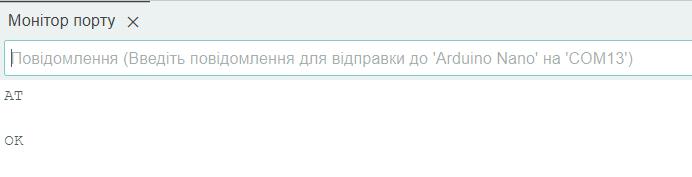 Монітор порту
Повідомлення (Введіть повідомлення для відправки до 'Arduino Nano' на 'COM13')
AT
OK